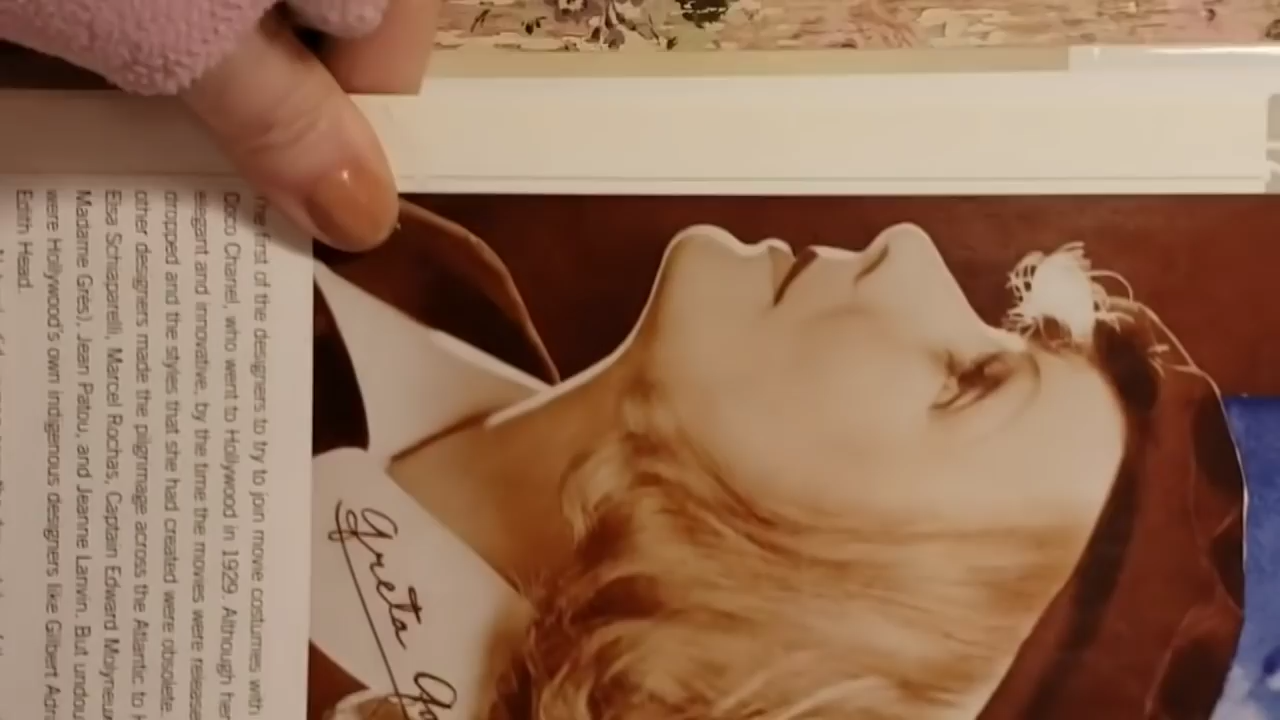 The first of the designers to try to join movie costumes with
Coco Chanel, who went to Hollywood in 1929. Although her
elegant and innovative, by the time the movies were release
dropped and the styles that she had created were obsolete.
other designers made the pilgrimage across the Atlantic to H
Elsa Schiaparelli, Marcel Rochas, Captain Edward Molyneux
Madame Grès), Jean Patou, and Jeanne Lanvin. But undou
were Hollywood's own indigenous designers like Gilbert Adri
Edith Head.
Greta Ga